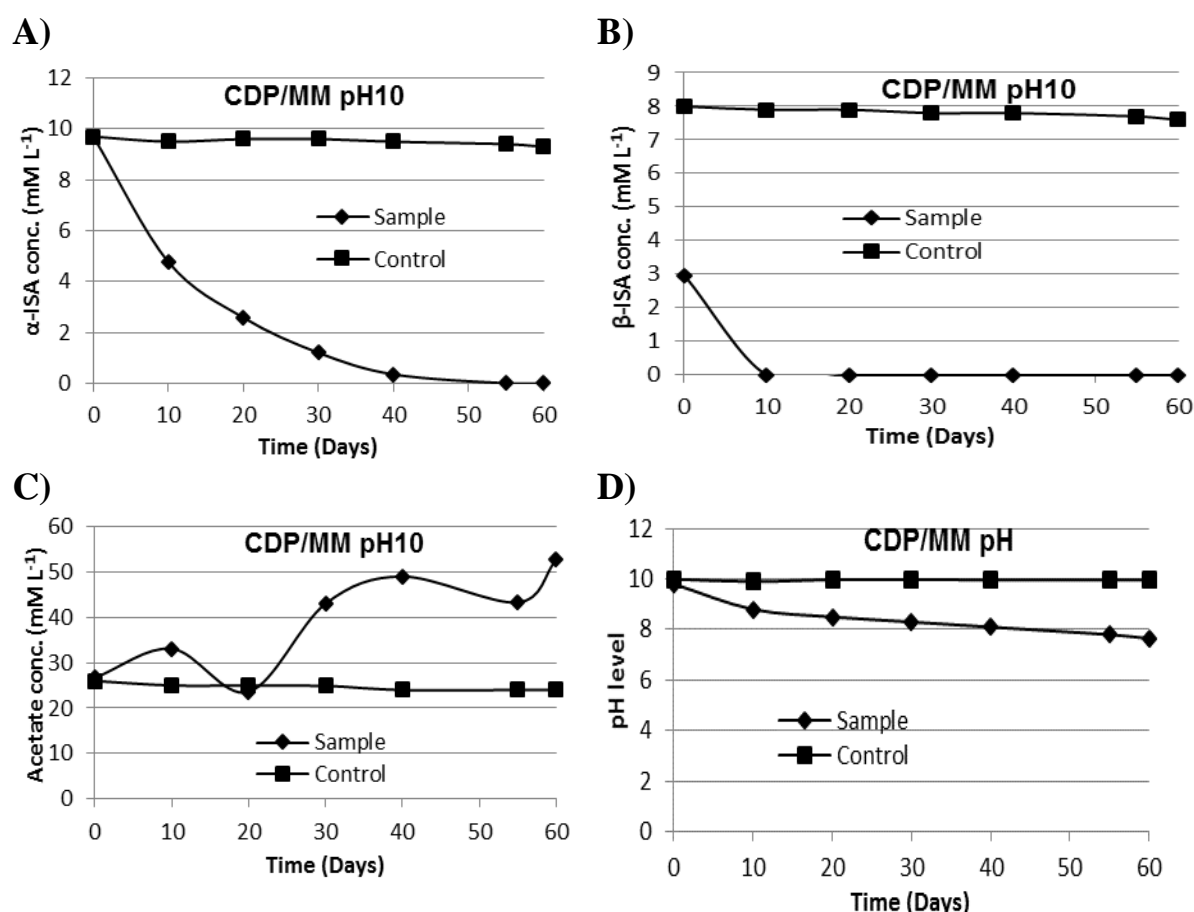 A)
CDP/MM pH10
α-ISA conc. (mM L-1)
12
10
8
6
4
2
0
Sample
Control
0 10 20 30 40 50 60
Time (Days)
B)
CDP/MM pH10
β-ISA conc. (mM L-1)
9
8
7
6
5
4
3
2
1
0
Sample
Control
0 10 20 30 40 50 60
Time (Days)
C)
CDP/MM pH10
Acetate conc. (mM L-1)
60
50
40
30
20
10
0
Sample
Control
0 10 20 30 40 50 60
Time (Days)
D)
CDP/MM pH
pH level
12
10
8
6
4
2
0
Sample
Control
0 10 20 30 40 50 60
Time (Days)